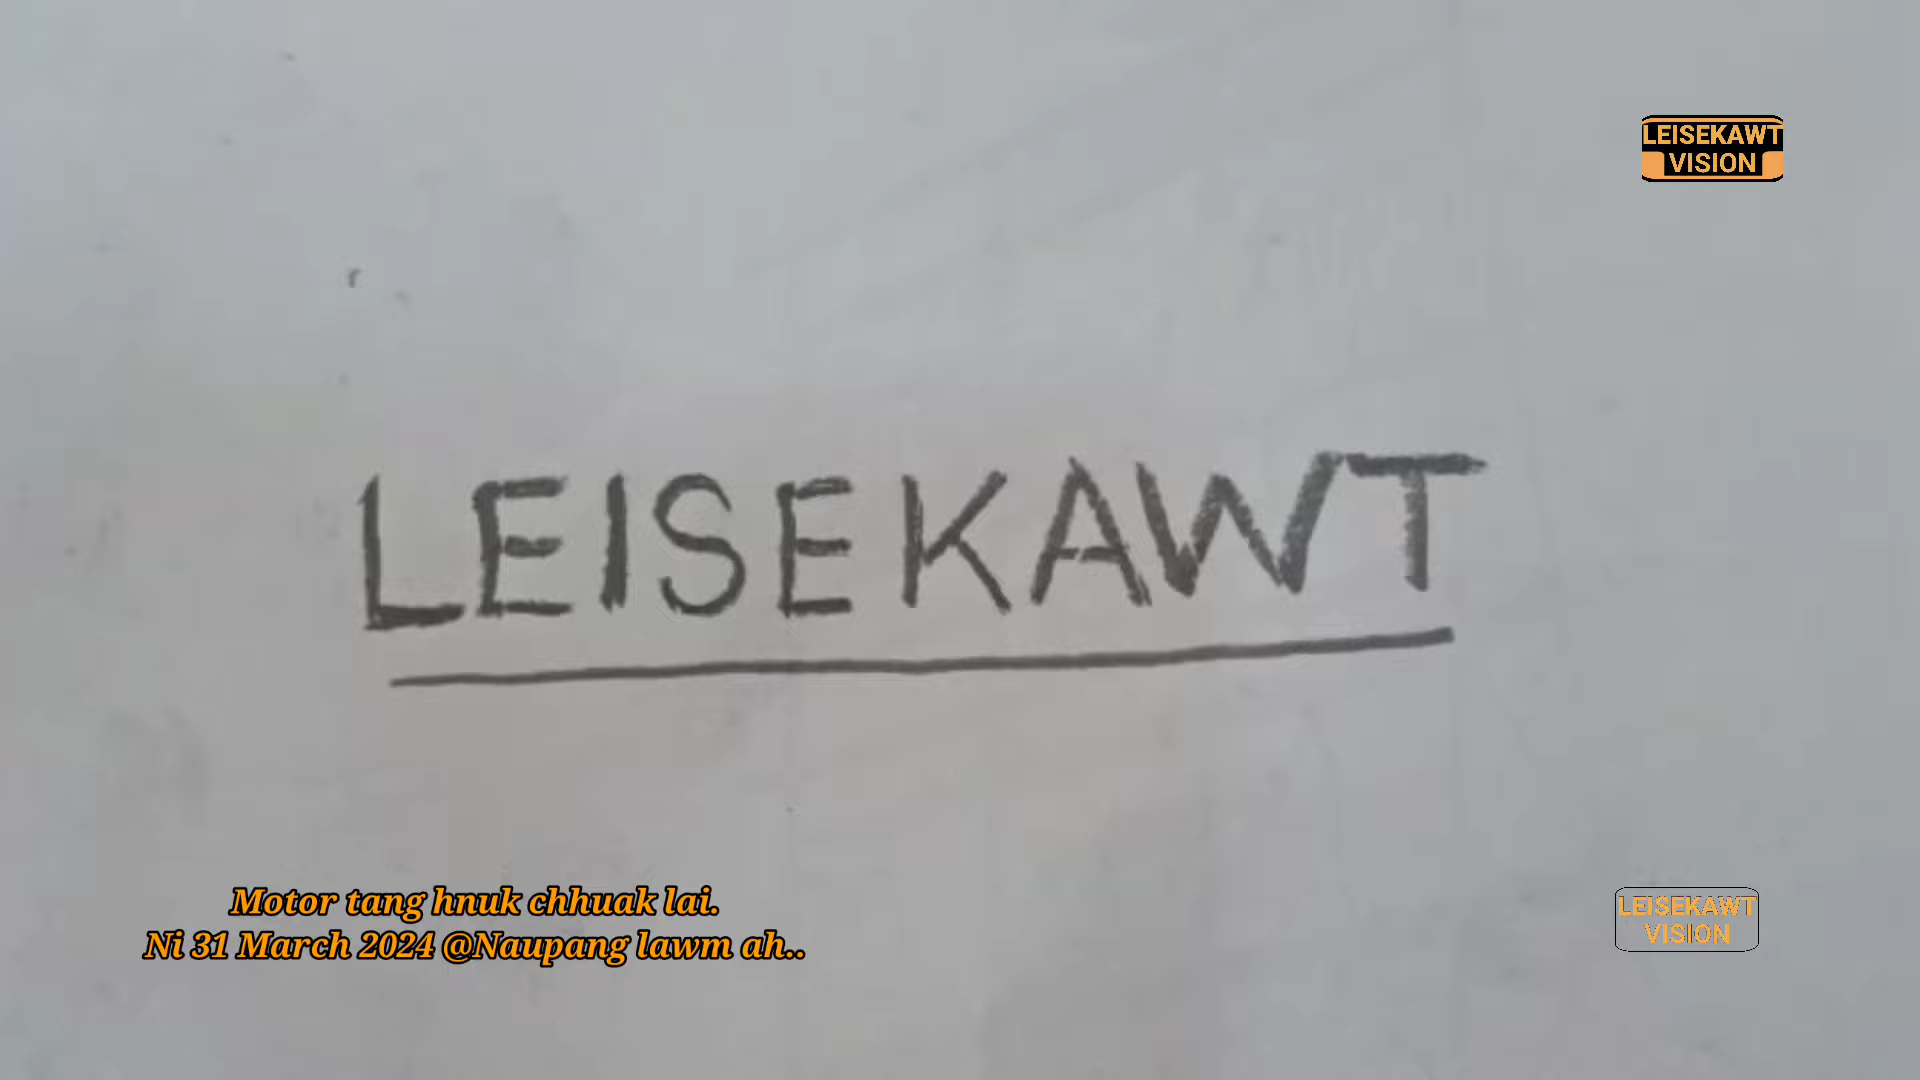 LEISEKAWT
VISION
LEISEKAWT
Motor tang hnuk chhuak lai.
Ni 31 March 2024 @Naupang lawm ah..
LEISEKAWT
VISION